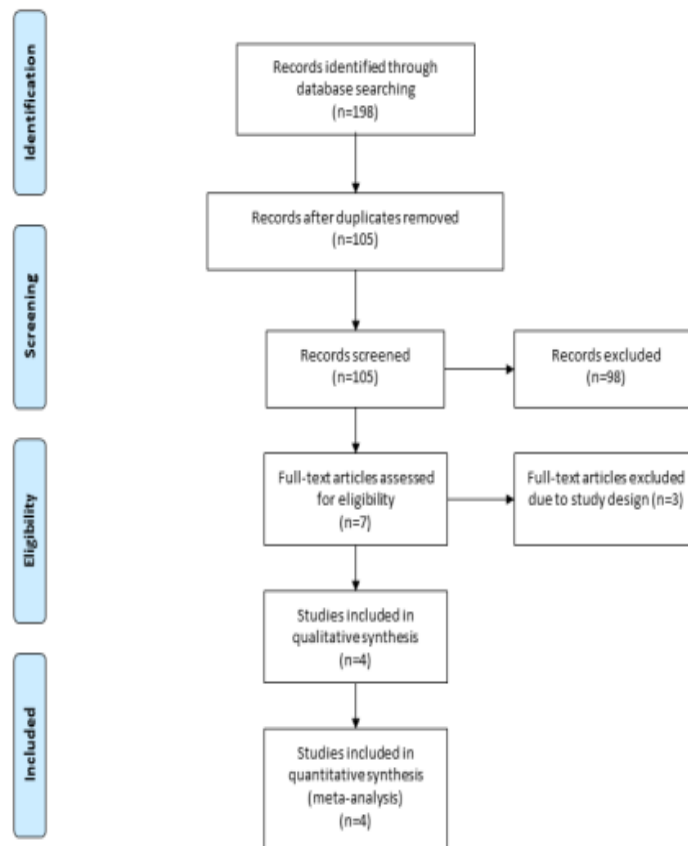 Identification
Records identified through
database searching
(n=198)
Records after duplicates removed
(n=105)
Screening
Records screened
(n=105)
Records excluded
(n=98)
Eligibility
Full-text articles assessed
for eligibility
(n=7)
Full-text articles excluded
due to study design (n=3)
Studies included in
qualitative synthesis
(n=4)
Included
Studies included in
quantitative synthesis
(meta-analysis)
(n=4)